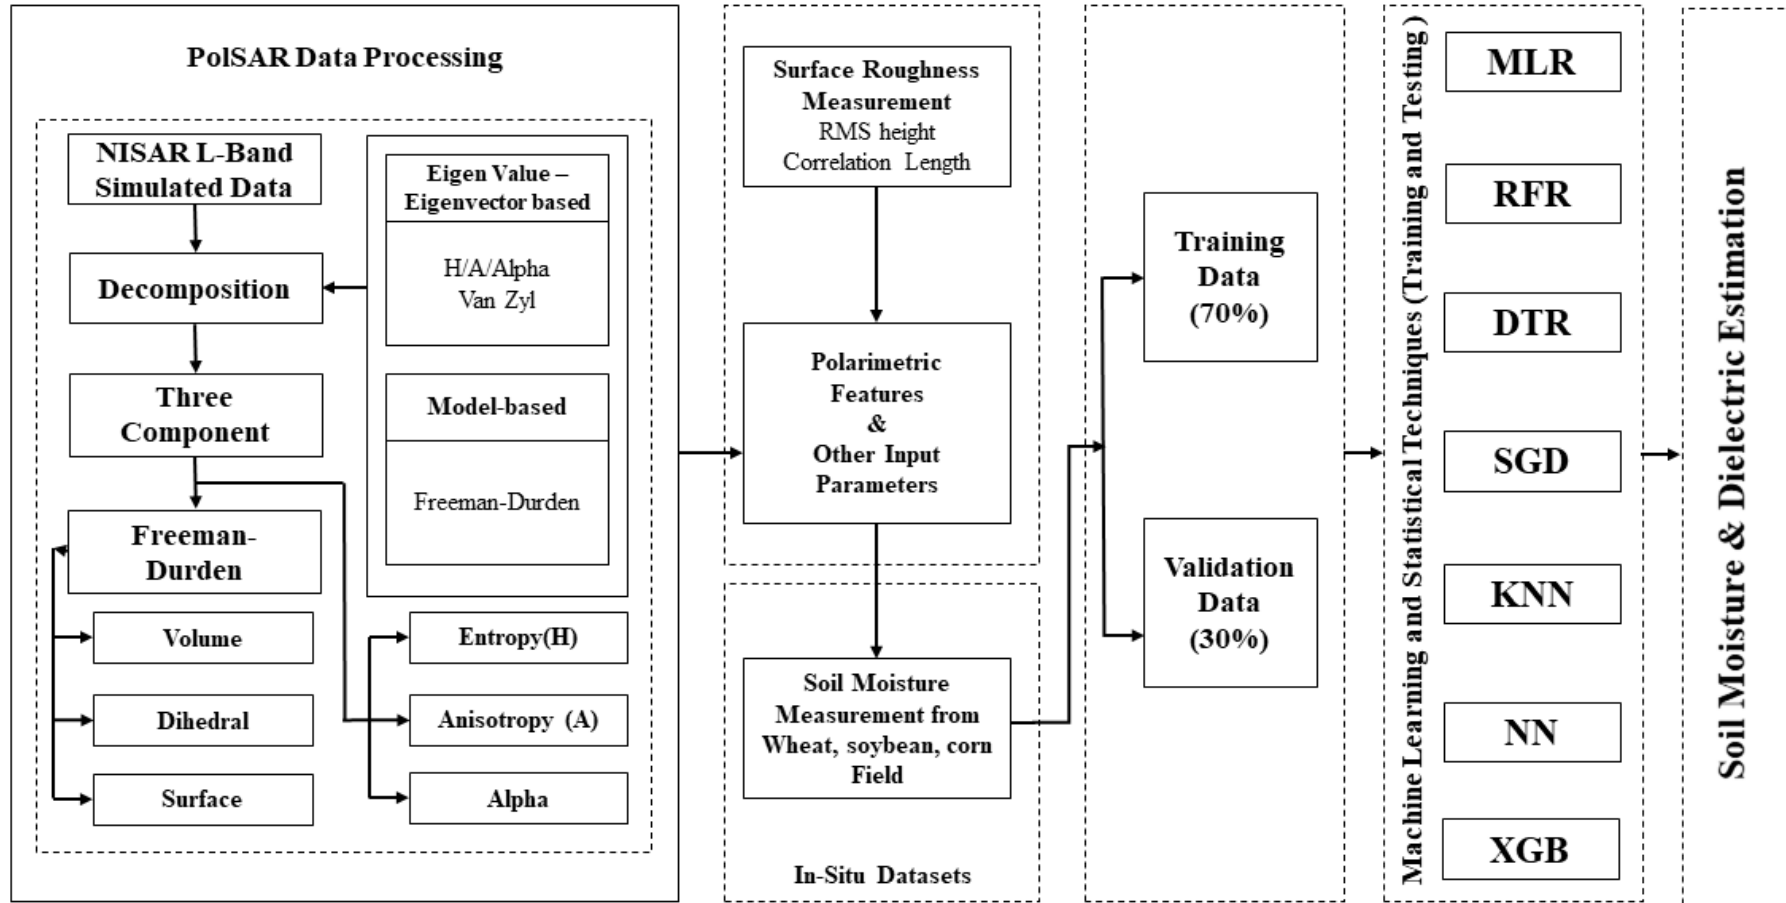 PolSAR Data Processing
NISAR L-Band
Simulated Data
Decomposition
Three
Component
Freeman-
Durden
Volume
Dihedral
Surface
Eigen Value –
Eigenvector based
H/A/Alpha
Van Zyl
Model-based
Freeman-Durden
Entropy(H)
Anisotropy (A)
Alpha
Surface Roughness
Measurement
RMS height
Correlation Length
Polarimetric
Features
&
Other Input
Parameters
Soil Moisture
Measurement from
Wheat, soybean, corn
Field
In-Situ Datasets
Training
Data
(70%)
Validation
Data
(30%)
Machine Learning and Statistical Techniques (Training and Testing)
MLR
RFR
DTR
SGD
KNN
NN
XGB
Soil Moisture & Dielectric Estimation